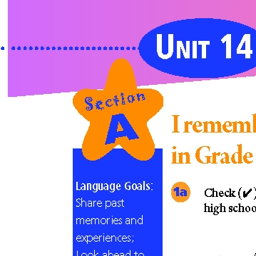 UNIT 14
Section
A
I rememb
in Grade
Language Goals:
Share past
memories and
experiences;
Look ahead to
1a
Check (✔)
high schoo